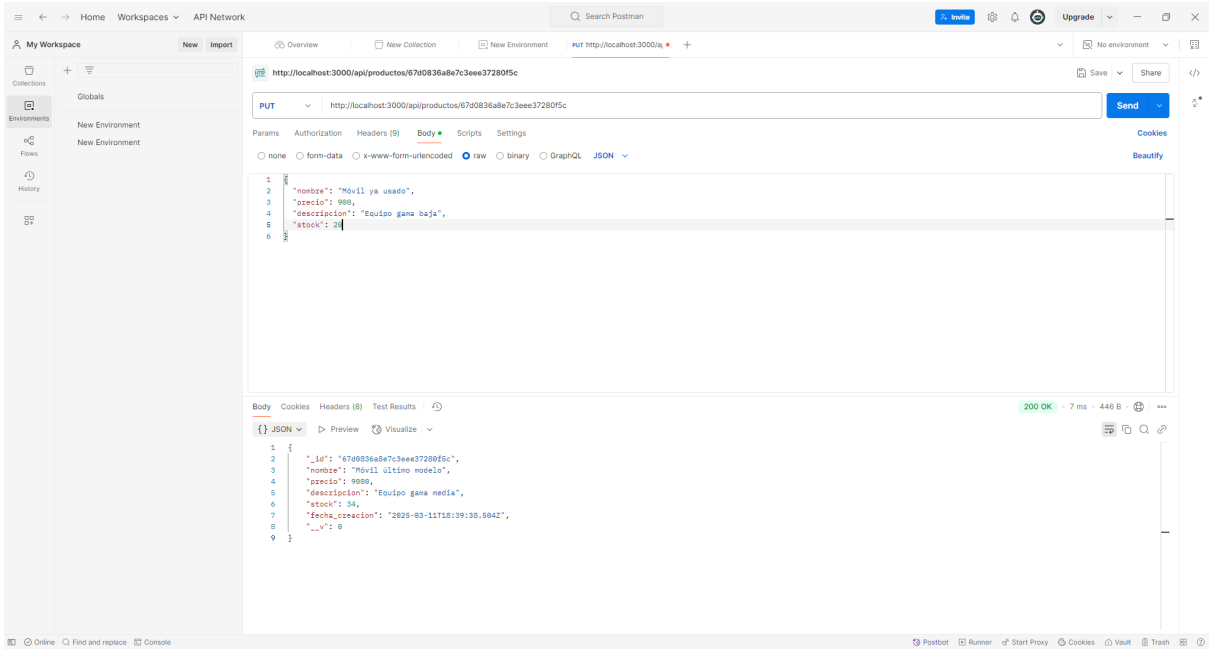 Home Workspaces API Network Search Postman Invite Upgrade
My Workspace New Import Overview New Collection New Environment PUT http://localhost:3000/a No environment
Collections
Environments
Flows
History
Globals
New Environment
New Environment
http://localhost:3000/api/productos/67d0836a8e7c3eee37280f5c Save Share
PUT http://localhost:3000/api/productos/67d0836a8e7c3eee37280f5c Send
Params Authorization Headers (9) Body Scripts Settings Cookies
none form-data x-www-form-urlencoded raw binary GraphQL JSON Beautify
1 {
2 "nombre": "Móvil ya usado",
3 "precio": 900,
4 "descripcion": "Equipo gama baja",
5 "stock": 20
6 }
Body Cookies Headers (8) Test Results 200 OK 7 ms 446 B
{} JSON Preview Visualize
1 {
2 "_id": "67d0836a8e7c3eee37280f5c",
3 "nombre": "Móvil último modelo",
4 "precio": 9000,
5 "descripcion": "Equipo gama media",
6 "stock": 34,
7 "fecha_creacion": "2025-03-11T18:39:38.504Z",
8 "__v": 0
9 }
Online Find and replace Console Postbot Runner Start Proxy Cookies Vault Trash